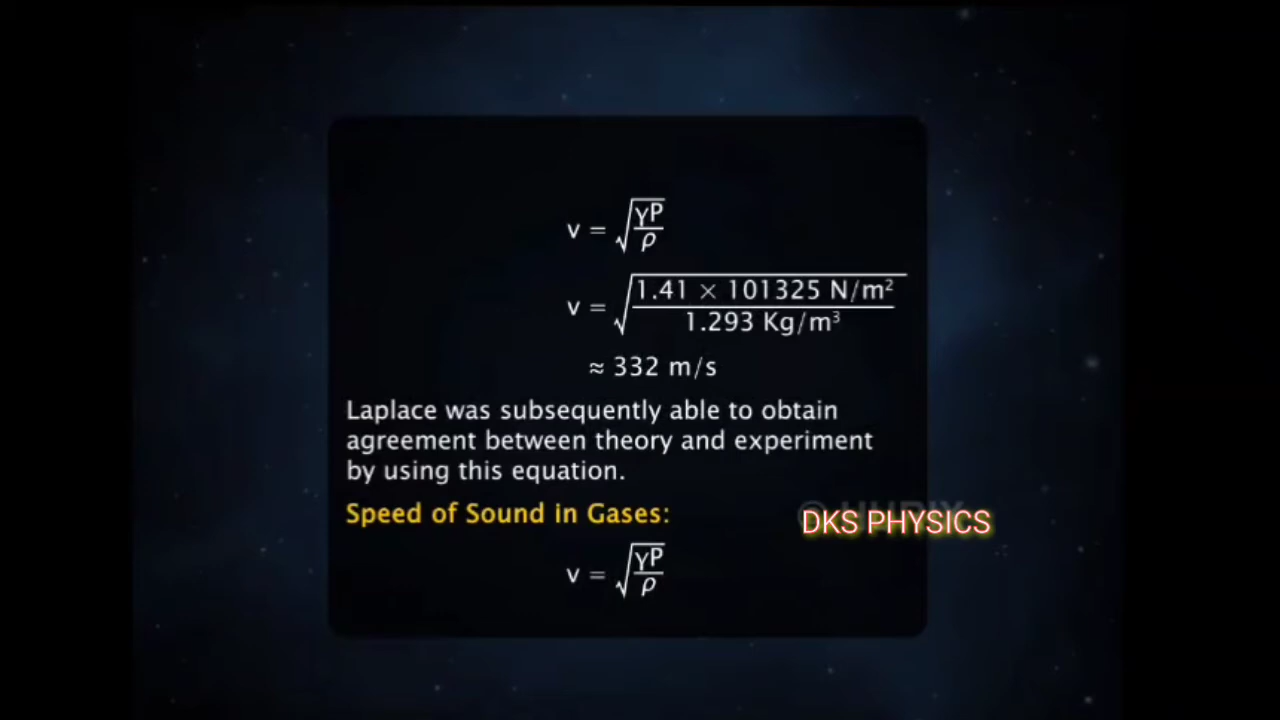 v = √(γP/ρ)
v = √(1.41 × 101325 N/m²/1.293 Kg/m³)
≈ 332 m/s
Laplace was subsequently able to obtain
agreement between theory and experiment
by using this equation.
Speed of Sound in Gases:
DKS PHYSICS
v = √(γP/ρ)